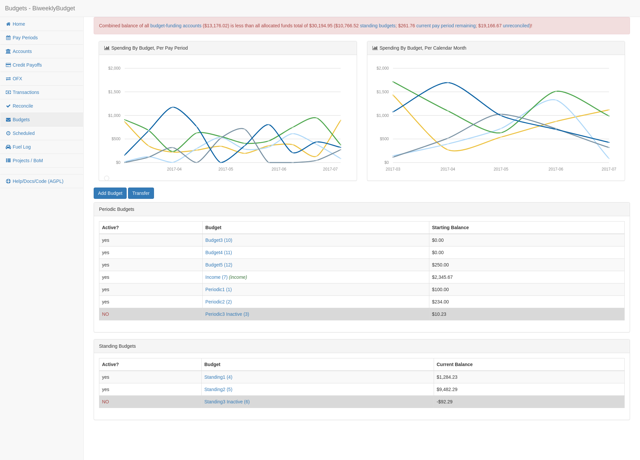 Budgets - BiweeklyBudget
Home
Pay Periods
Accounts
Credit Payoffs
OFX
Transactions
Reconcile
Budgets
Scheduled
Fuel Log
Projects / BoM
Help/Docs/Code (AGPL)
Combined balance of all budget-funding accounts ($13,176.02) is less than all allocated funds total of $30,194.95 ($10,766.52 standing budgets; $261.76 current pay period remaining; $19,166.67 unreconciled)!
Spending By Budget, Per Pay Period
$2,000
$1,500
$1,000
$500
$0
2017-04 2017-05 2017-06 2017-07
Spending By Budget, Per Calendar Month
$2,000
$1,500
$1,000
$500
$0
2017-03 2017-04 2017-05 2017-06 2017-07
Add Budget Transfer
Periodic Budgets
Active? Budget Starting Balance
yes Budget3 (10) $0.00
yes Budget4 (11) $0.00
yes Budget5 (12) $250.00
yes Income (7) (income) $2,345.67
yes Periodic1 (1) $100.00
yes Periodic2 (2) $234.00
NO Periodic3 Inactive (3) $10.23
Standing Budgets
Active? Budget Current Balance
yes Standing1 (4) $1,284.23
yes Standing2 (5) $9,482.29
NO Standing3 Inactive (6) -$92.29